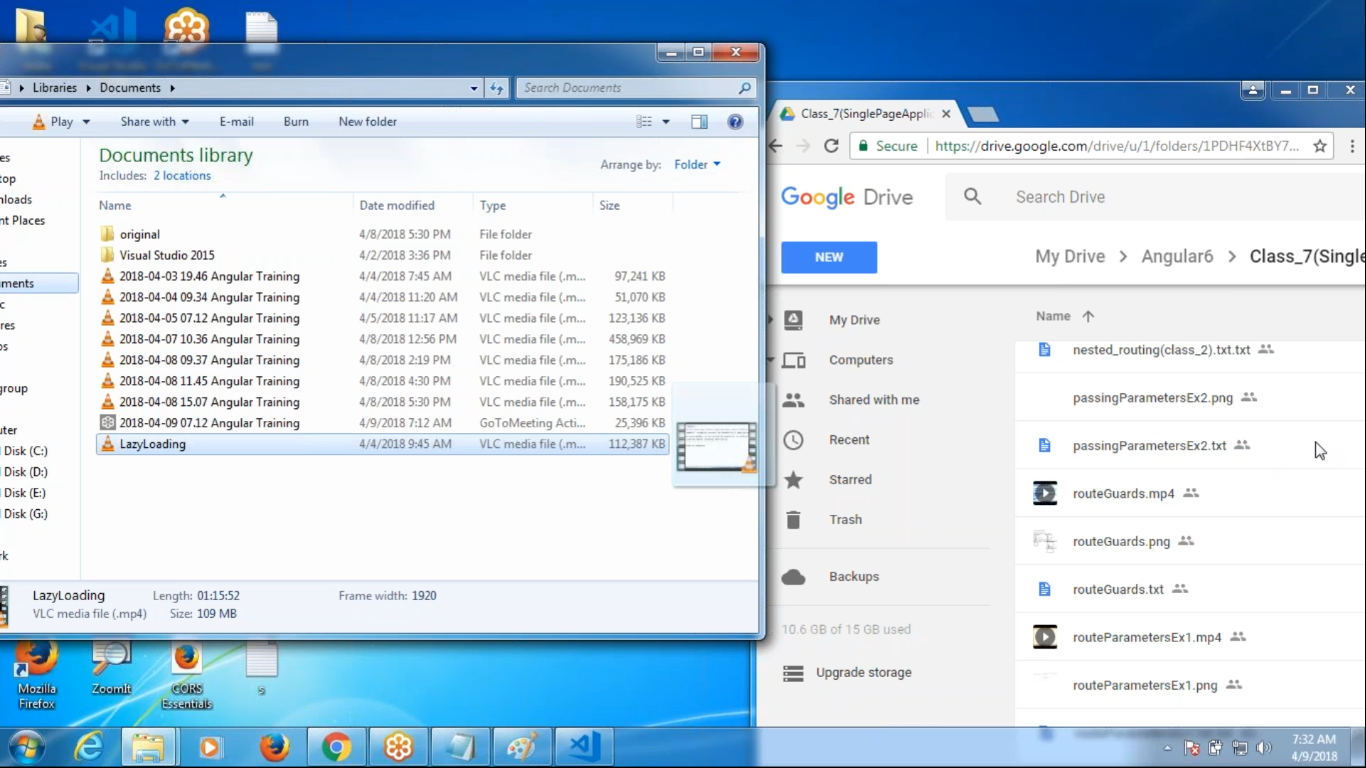 Libraries ▸ Documents ▸
Search Documents
Play
Share with
E-mail
Burn
New folder
Documents library
Includes: 2 locations
Arrange by: Folder
Name Date modified Type Size
original 4/8/2018 5:30 PM File folder
Visual Studio 2015 4/2/2018 3:36 PM File folder
2018-04-03 19.46 Angular Training 4/4/2018 7:45 AM VLC media file (.m... 97,241 KB
2018-04-04 09.34 Angular Training 4/4/2018 11:20 AM VLC media file (.m... 51,070 KB
2018-04-05 07.12 Angular Training 4/5/2018 11:17 AM VLC media file (.m... 123,136 KB
2018-04-07 10.36 Angular Training 4/8/2018 12:56 PM VLC media file (.m... 458,969 KB
2018-04-08 09.37 Angular Training 4/8/2018 2:19 PM VLC media file (.m... 175,186 KB
2018-04-08 11.45 Angular Training 4/8/2018 4:30 PM VLC media file (.m... 190,525 KB
2018-04-08 15.07 Angular Training 4/8/2018 5:30 PM VLC media file (.m... 158,175 KB
2018-04-09 07.12 Angular Training 4/9/2018 7:12 AM GoToMeeting Acti... 25,396 KB
LazyLoading 4/4/2018 9:45 AM VLC media file (.m... 112,387 KB
es
top
nloads
nt Places
es
uments
c
res
os
group
uter
l Disk (C:)
l Disk (D:)
l Disk (E:)
l Disk (G:)
rk
LazyLoading Length: 01:15:52 Frame width: 1920
VLC media file (.mp4) Size: 109 MB
Mozilla Firefox
ZoomIt
CORS Essentials
s
Class_7(SinglePageAppli
Secure https://drive.google.com/drive/u/1/folders/1PDHF4XtBY7...
Google Drive
Search Drive
NEW
My Drive > Angular6 > Class_7(Single
My Drive
Computers
Shared with me
Recent
Starred
Trash
Backups
10.6 GB of 15 GB used
Upgrade storage
Name
nested_routing(class_2).txt.txt
passingParametersEx2.png
passingParametersEx2.txt
routeGuards.mp4
routeGuards.png
routeGuards.txt
routeParametersEx1.mp4
routeParametersEx1.png
7:32 AM
4/9/2018